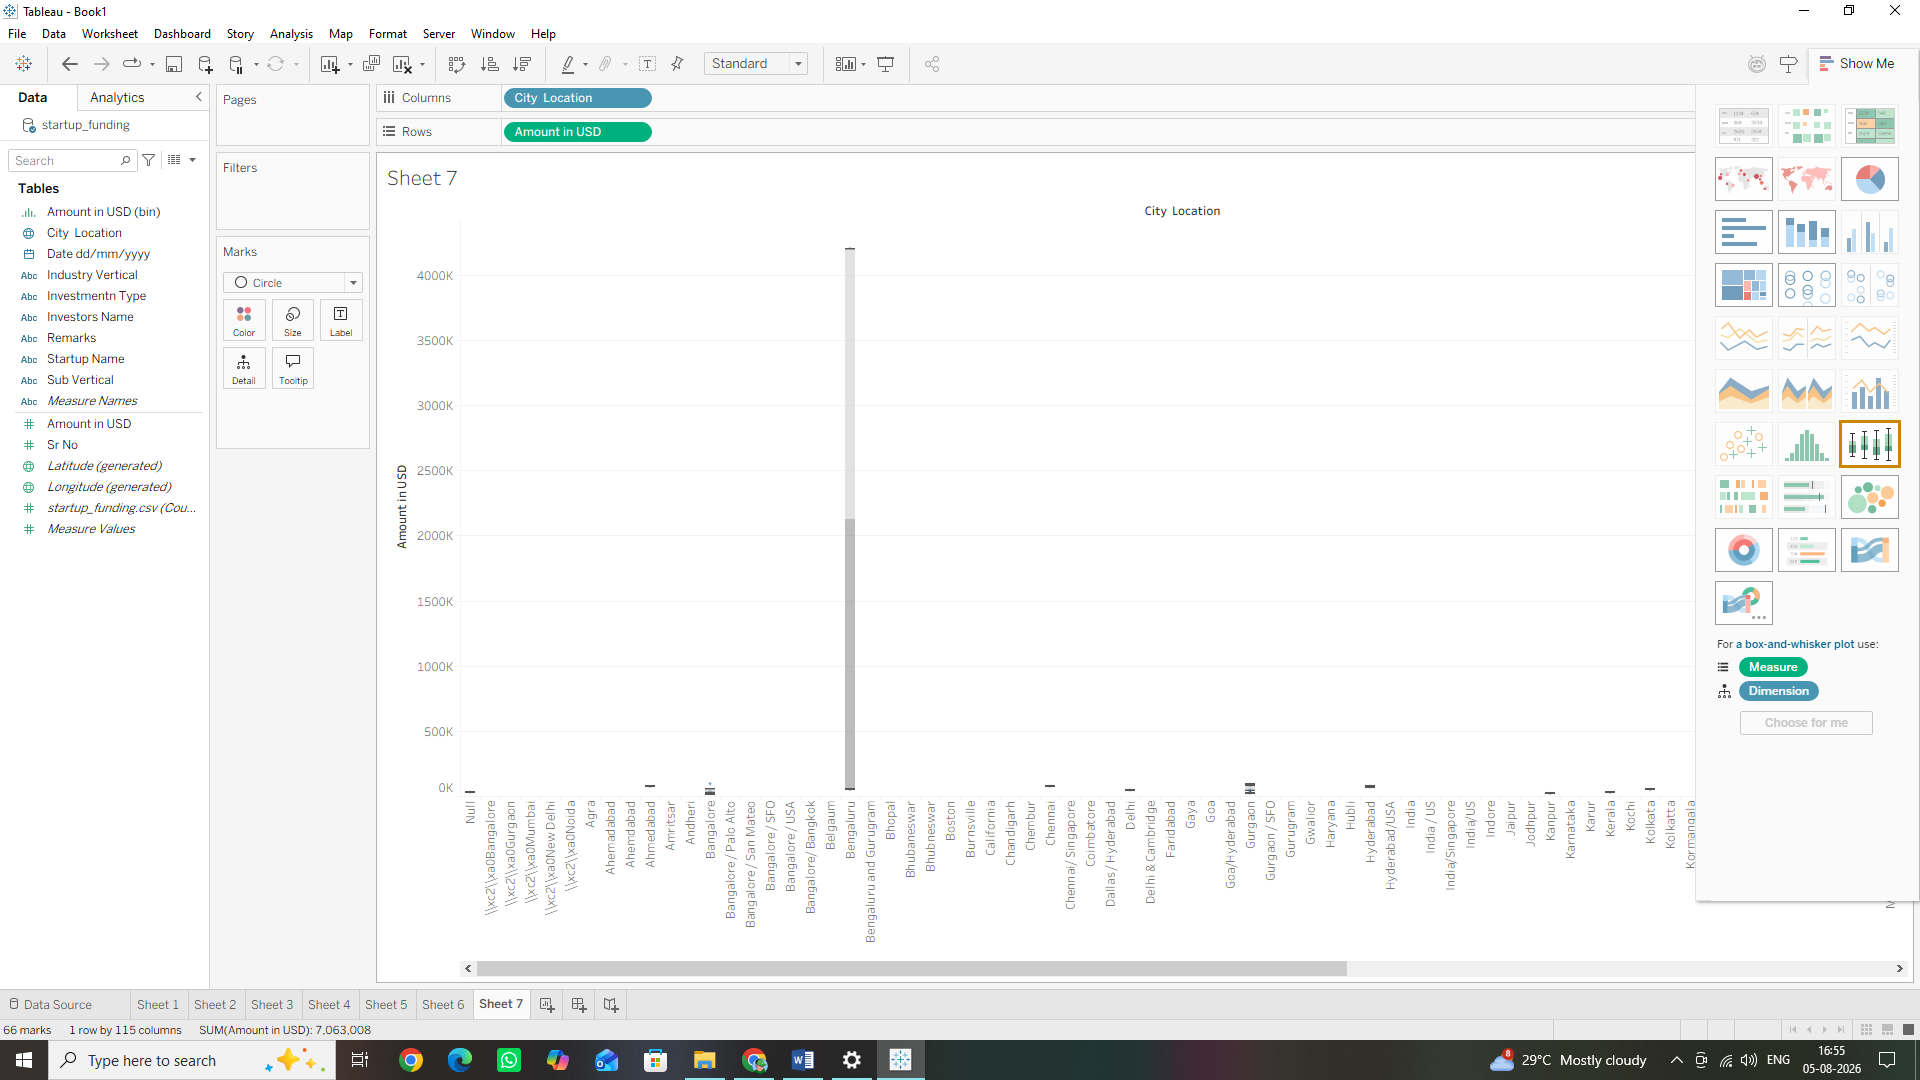 Tableau - Book1
File Data Worksheet Dashboard Story Analysis Map Format Server Window Help
Standard
Show Me
Data Analytics
startup_funding
Search
Tables
Amount in USD (bin)
City Location
Date dd/mm/yyyy
Abc Industry Vertical
Abc Investmentn Type
Abc Investors Name
Abc Remarks
Abc Startup Name
Abc Sub Vertical
Abc Measure Names
Amount in USD
Sr No
Latitude (generated)
Longitude (generated)
startup_funding.csv (Cou...
Measure Values
Pages
Filters
Marks
Circle
Color Size Label
Detail Tooltip
Columns City Location
Rows Amount in USD
Sheet 7
City Location
Amount in USD
4000K
3500K
3000K
2500K
2000K
1500K
1000K
500K
0K
Null
\\xc2\\xa0Bangalore
\\xc2\\xa0Gurgaon
\\xc2\\xa0Mumbai
\\xc2\\xa0New Delhi
\\xc2\\xa0Noida
Agra
Ahemadabad
Ahemdabad
Ahmedabad
Amritsar
Andheri
Bangalore
Bangalore / Palo Alto
Bangalore / San Mateo
Bangalore / SFO
Bangalore / USA
Bangalore/ Bangkok
Belgaum
Bengaluru
Bengaluru and Gurugram
Bhopal
Bhubaneswar
Bhubneswar
Boston
Burnsville
California
Chandigarh
Chembur
Chennai
Chennai/ Singapore
Coimbatore
Dallas / Hyderabad
Delhi
Delhi & Cambridge
Faridabad
Gaya
Goa
Goa/Hyderabad
Gurgaon
Gurgaon / SFO
Gurugram
Gwalior
Haryana
Hubli
Hyderabad
Hyderabad/USA
India
India / US
India/Singapore
India/US
Indore
Jaipur
Jodhpur
Kanpur
Karnataka
Karur
Kerala
Kochi
Kolkata
Kolkatta
Kormangala
For a box-and-whisker plot use:
Measure
Dimension
Choose for me
Data Source Sheet 1 Sheet 2 Sheet 3 Sheet 4 Sheet 5 Sheet 6 Sheet 7
66 marks 1 row by 115 columns SUM(Amount in USD): 7,063,008
Type here to search
8
29°C Mostly cloudy
ENG
16:55
05-08-2026